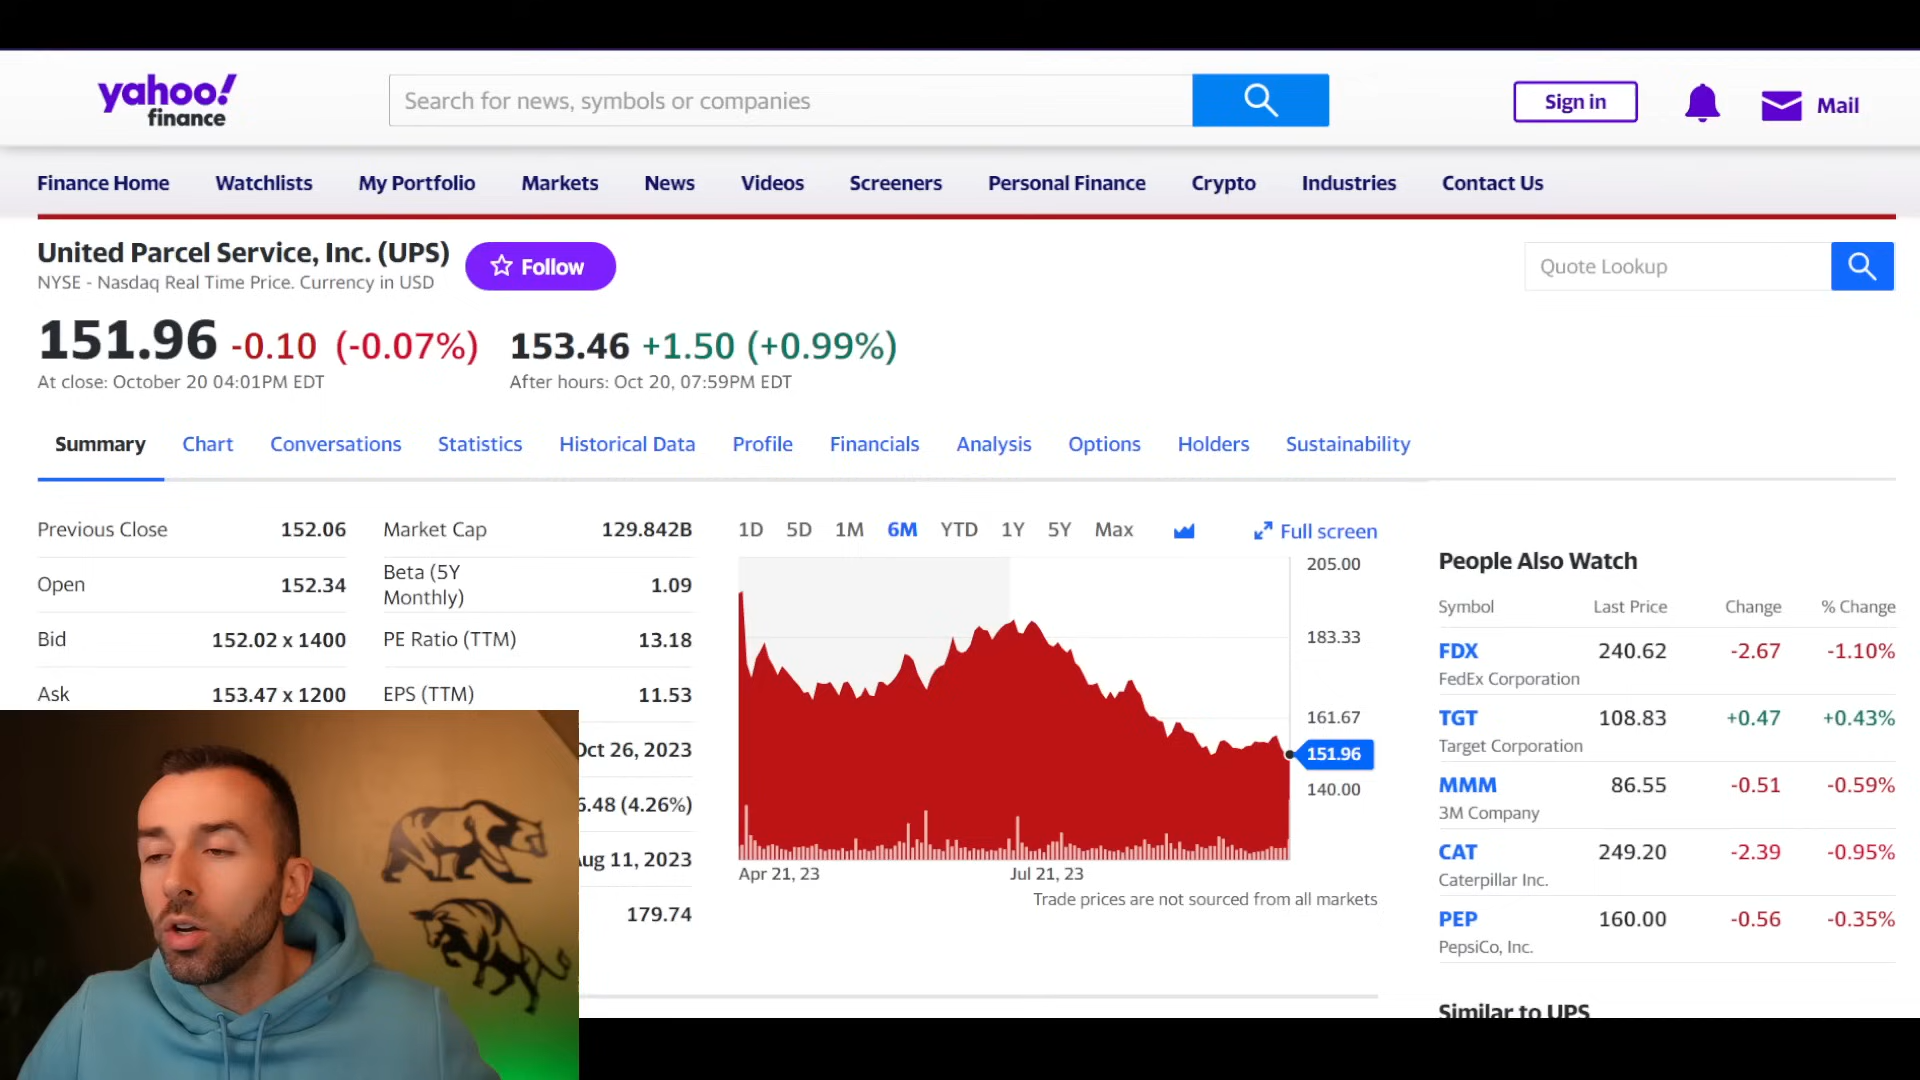 yahoo!
finance
Search for news, symbols or companies
Sign in
Mail
Finance Home Watchlists My Portfolio Markets News Videos Screeners Personal Finance Crypto Industries Contact Us
United Parcel Service, Inc. (UPS)
Follow
NYSE - Nasdaq Real Time Price. Currency in USD
Quote Lookup
151.96 -0.10 (-0.07%) 153.46 +1.50 (+0.99%)
At close: October 20 04:01PM EDT After hours: Oct 20, 07:59PM EDT
Summary Chart Conversations Statistics Historical Data Profile Financials Analysis Options Holders Sustainability
Previous Close 152.06
Open 152.34
Bid 152.02 x 1400
Ask 153.47 x 1200
Market Cap 129.842B
Beta (5Y
Monthly) 1.09
PE Ratio (TTM) 13.18
EPS (TTM) 11.53
Oct 26, 2023
6.48 (4.26%)
Aug 11, 2023
179.74
1D 5D 1M 6M YTD 1Y 5Y Max Full screen
205.00
183.33
161.67
151.96
140.00
Apr 21, 23 Jul 21, 23
Trade prices are not sourced from all markets
People Also Watch
Symbol Last Price Change % Change
FDX 240.62 -2.67 -1.10%
FedEx Corporation
TGT 108.83 +0.47 +0.43%
Target Corporation
MMM 86.55 -0.51 -0.59%
3M Company
CAT 249.20 -2.39 -0.95%
Caterpillar Inc.
PEP 160.00 -0.56 -0.35%
PepsiCo, Inc.
Similar to UPS